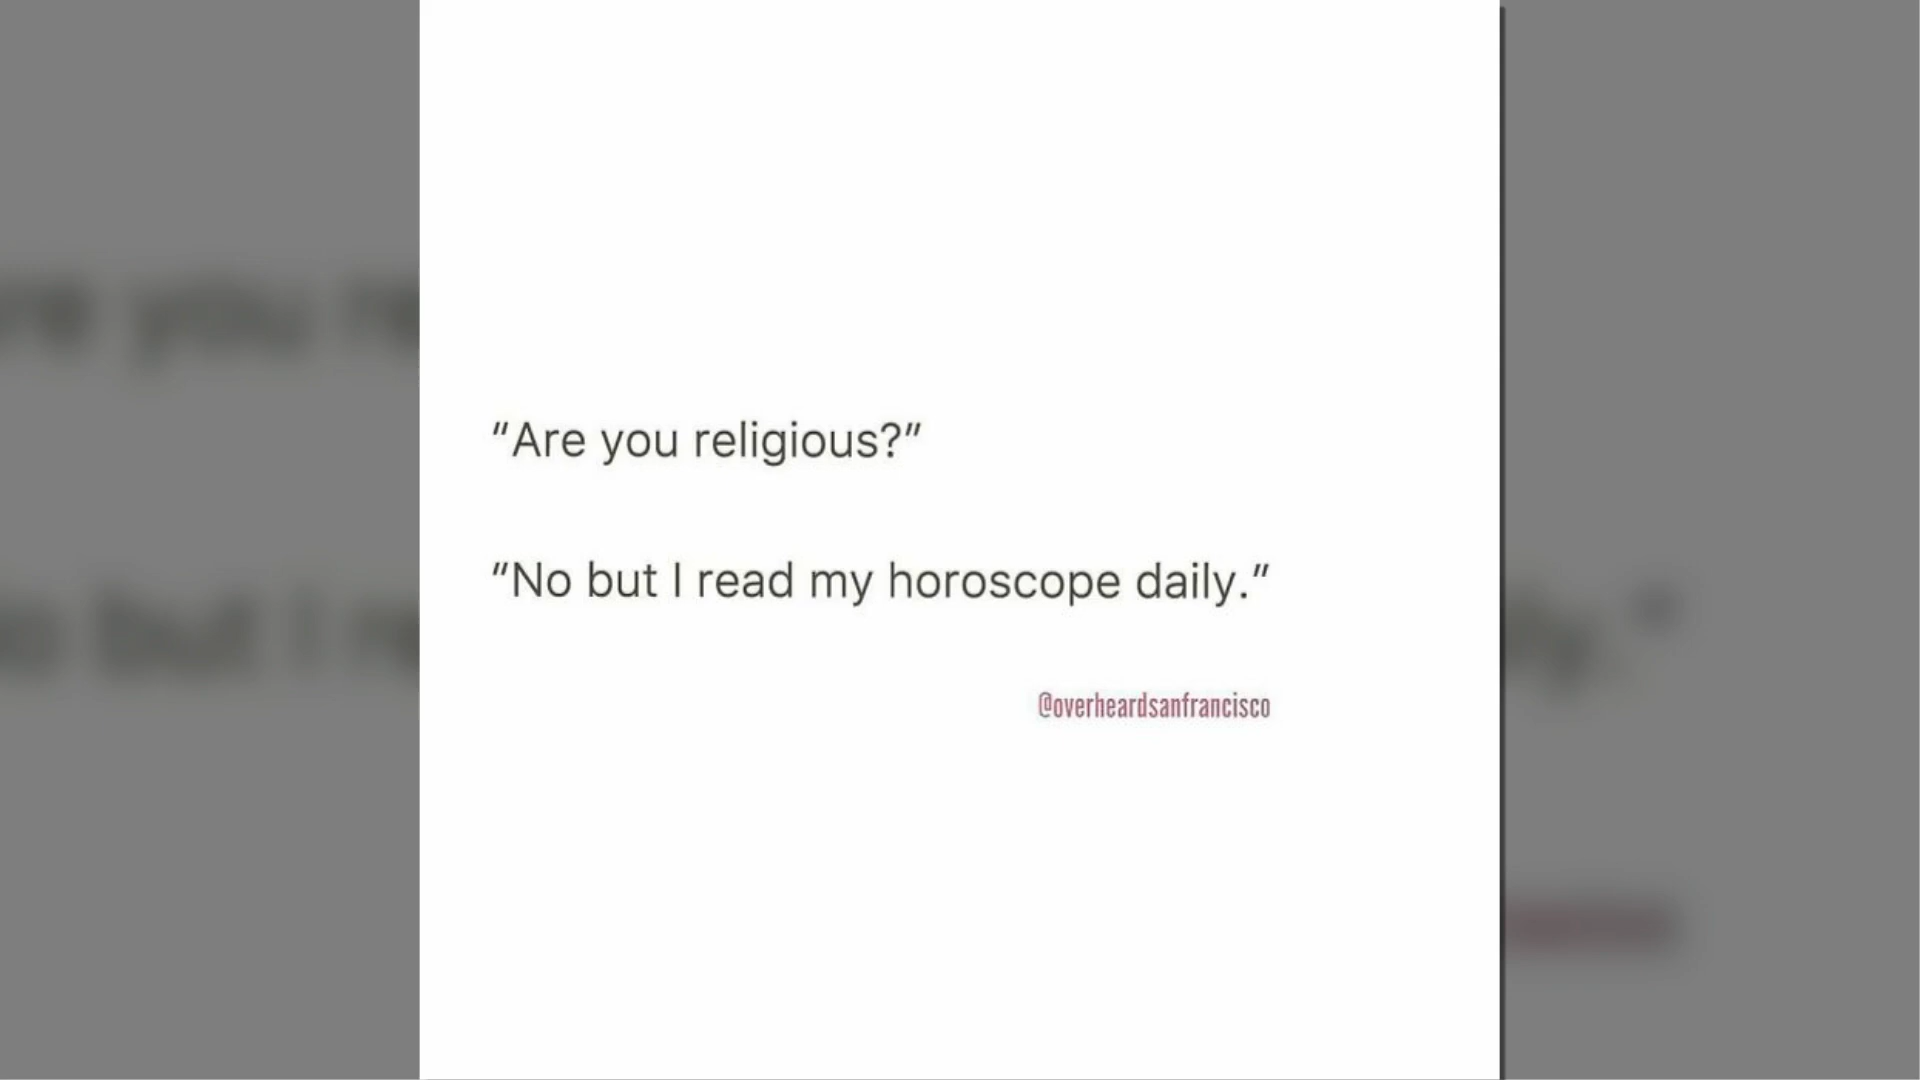 "Are you religious?"
"No but I read my horoscope daily."
@overheardsanfrancisco